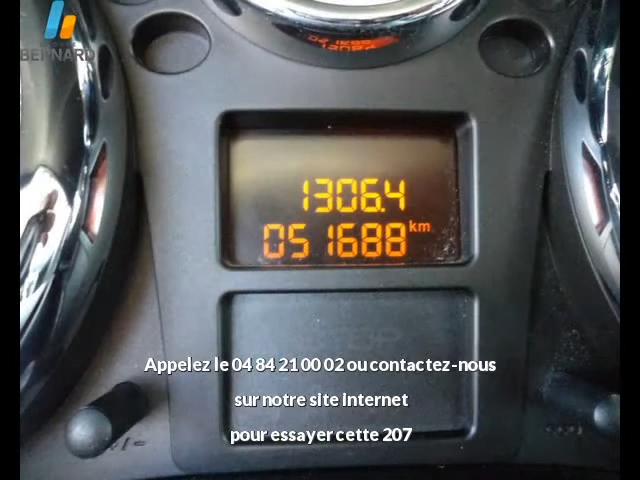 BERNARD
1306.4
051688 km
Appelez le 04 84 21 00 02 ou contactez-nous
sur notre site internet
pour essayer cette 207